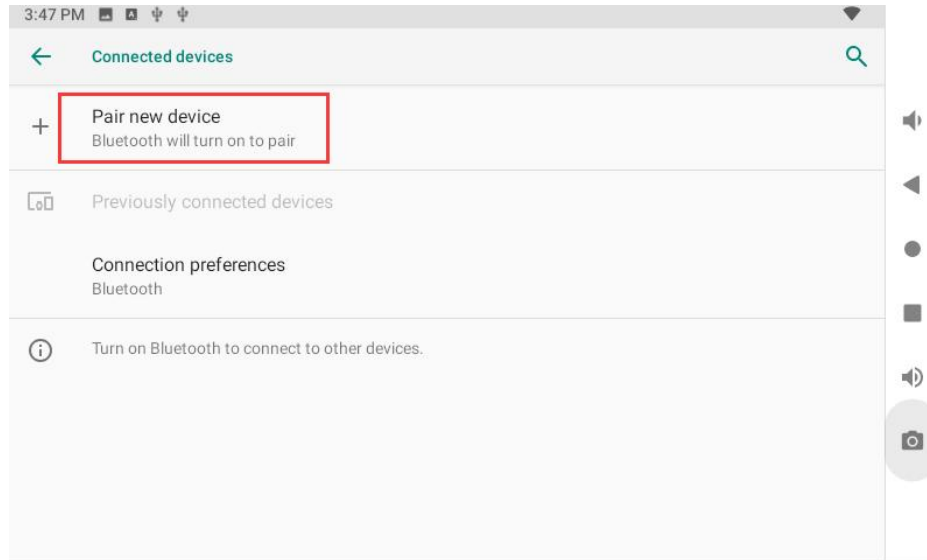 3:47 PM
Connected devices
Pair new device
Bluetooth will turn on to pair
Previously connected devices
Connection preferences
Bluetooth
Turn on Bluetooth to connect to other devices.